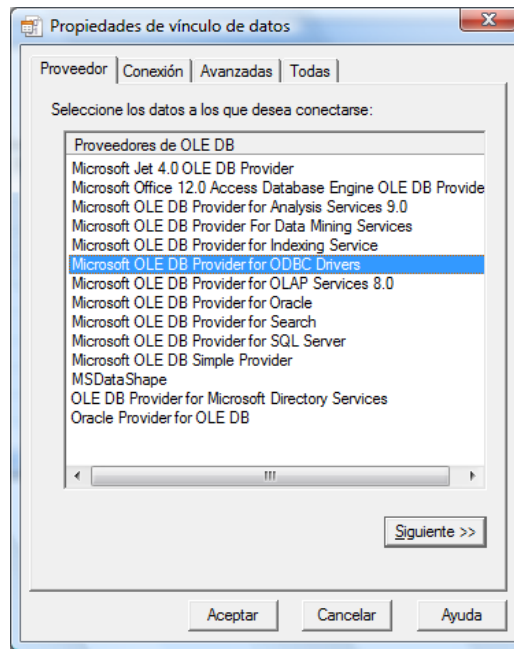 Propiedades de vínculo de datos
Proveedor Conexión Avanzadas Todas
Seleccione los datos a los que desea conectarse:
Proveedores de OLE DB
Microsoft Jet 4.0 OLE DB Provider
Microsoft Office 12.0 Access Database Engine OLE DB Provide
Microsoft OLE DB Provider for Analysis Services 9.0
Microsoft OLE DB Provider For Data Mining Services
Microsoft OLE DB Provider for Indexing Service
Microsoft OLE DB Provider for ODBC Drivers
Microsoft OLE DB Provider for OLAP Services 8.0
Microsoft OLE DB Provider for Oracle
Microsoft OLE DB Provider for Search
Microsoft OLE DB Provider for SQL Server
Microsoft OLE DB Simple Provider
MSDataShape
OLE DB Provider for Microsoft Directory Services
Oracle Provider for OLE DB
Siguiente >>
Aceptar Cancelar Ayuda